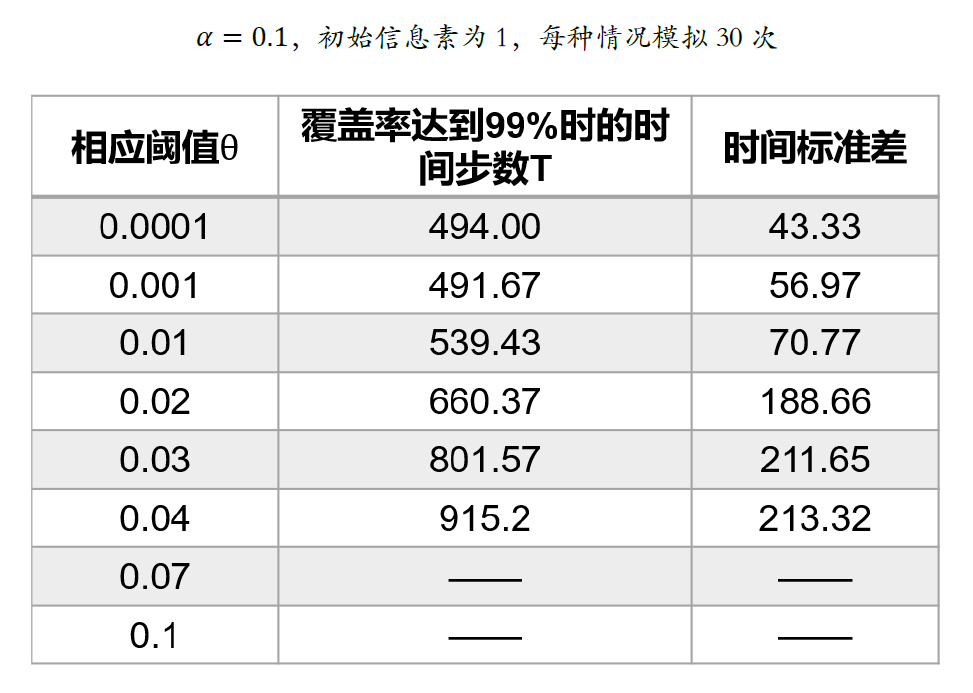 α = 0.1，初始信息素为 1，每种情况模拟 30 次
相应阈值θ
覆盖率达到99%时的时
间步数T
时间标准差
0.0001 494.00 43.33
0.001 491.67 56.97
0.01 539.43 70.77
0.02 660.37 188.66
0.03 801.57 211.65
0.04 915.2 213.32
0.07 —— ——
0.1 —— ——